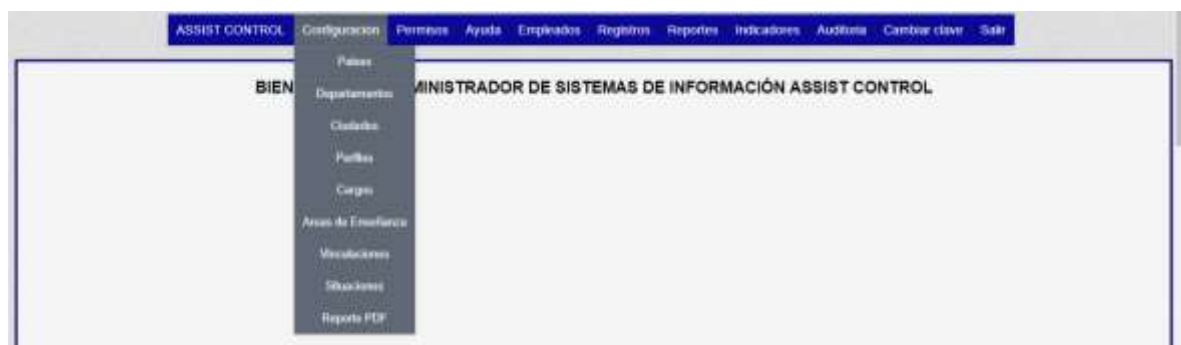 ASSIST CONTROL Configuracion Permisos Ayuda Empleados Registros Reportes Indicadores Auditoria Cambiar clave Salir
Paises
BIEN MINISTRADOR DE SISTEMAS DE INFORMACIÓN ASSIST CONTROL
Departamentos
Ciudades
Perfiles
Cargos
Areas de Enseñanza
Vinculaciones
Situaciones
Reporte PDF